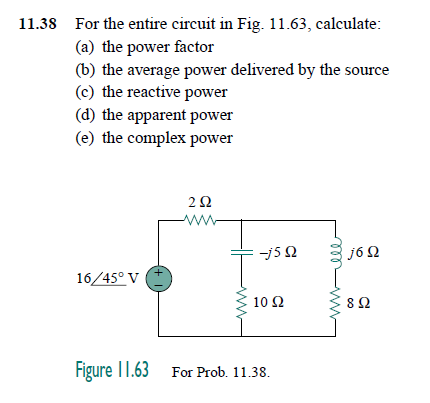 11.38 For the entire circuit in Fig. 11.63, calculate:
(a) the power factor
(b) the average power delivered by the source
(c) the reactive power
(d) the apparent power
(e) the complex power
2 Ω
–j5 Ω
j6 Ω
16∠45° V
+
–
10 Ω
8 Ω
Figure 11.63 For Prob. 11.38.